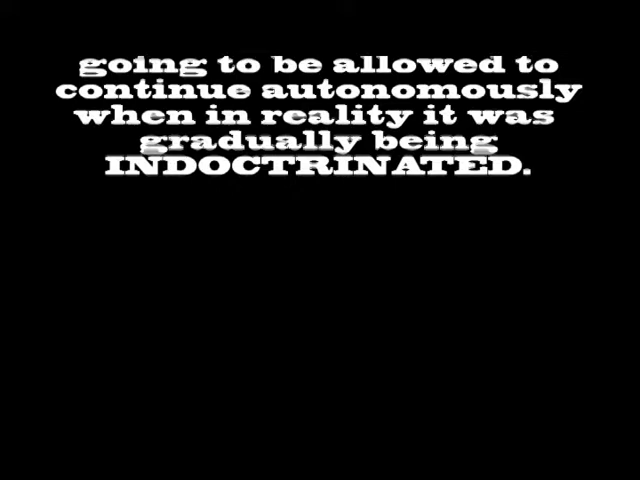 going to be allowed to
continue autonomously
when in reality it was
gradually being
INDOCTRINATED.